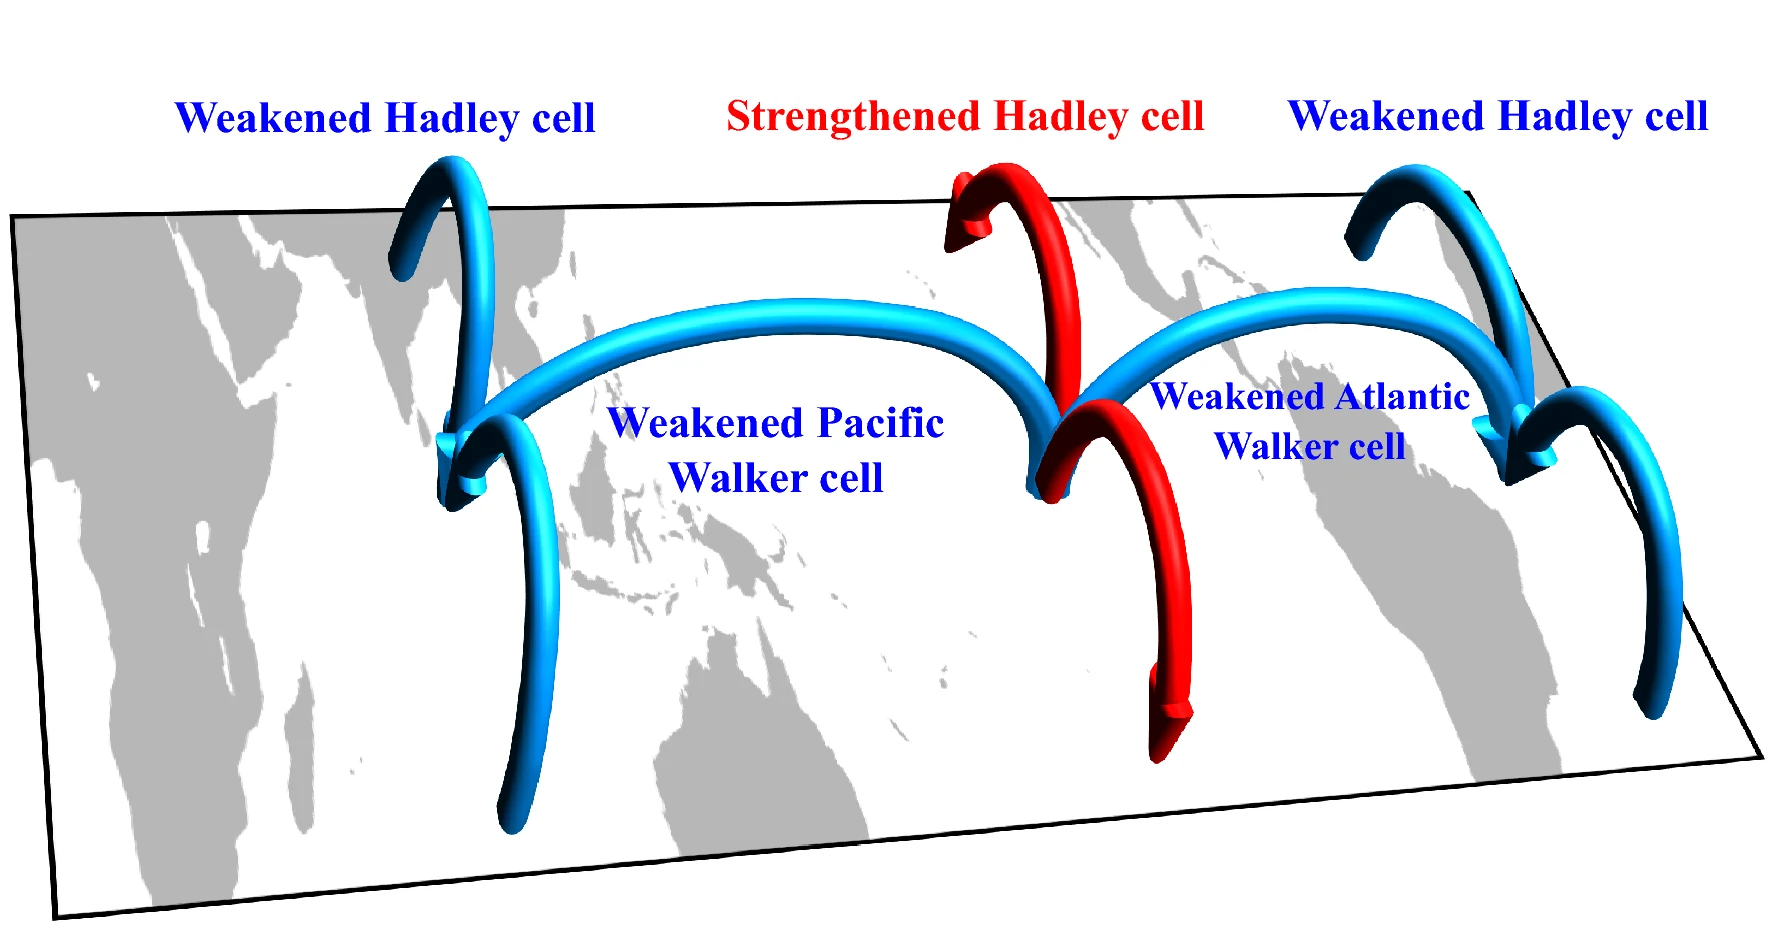 Weakened Hadley cell
Strengthened Hadley cell
Weakened Hadley cell
Weakened Pacific
Walker cell
Weakened Atlantic
Walker cell